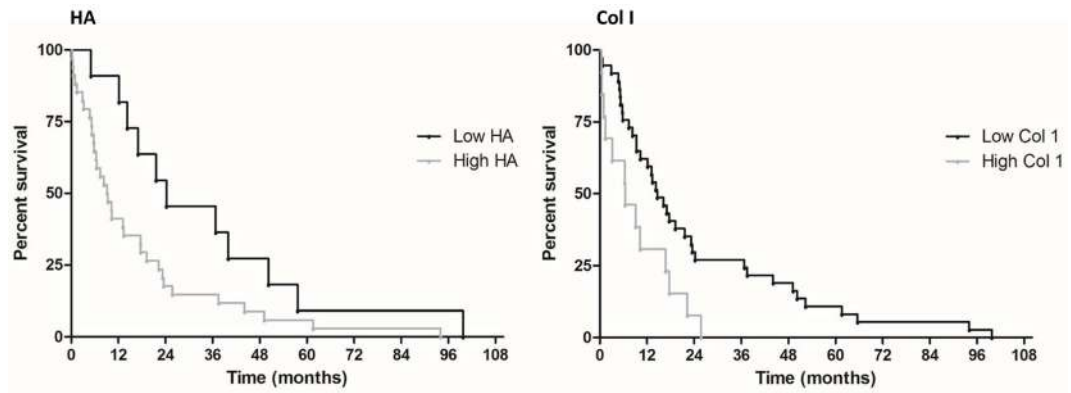 HA
100
75
50
25
0
Percent survival
Low HA
High HA
0 12 24 36 48 60 72 84 96 108
Time (months)
Col I
100
75
50
25
0
Percent survival
Low Col 1
High Col 1
0 12 24 36 48 60 72 84 96 108
Time (months)